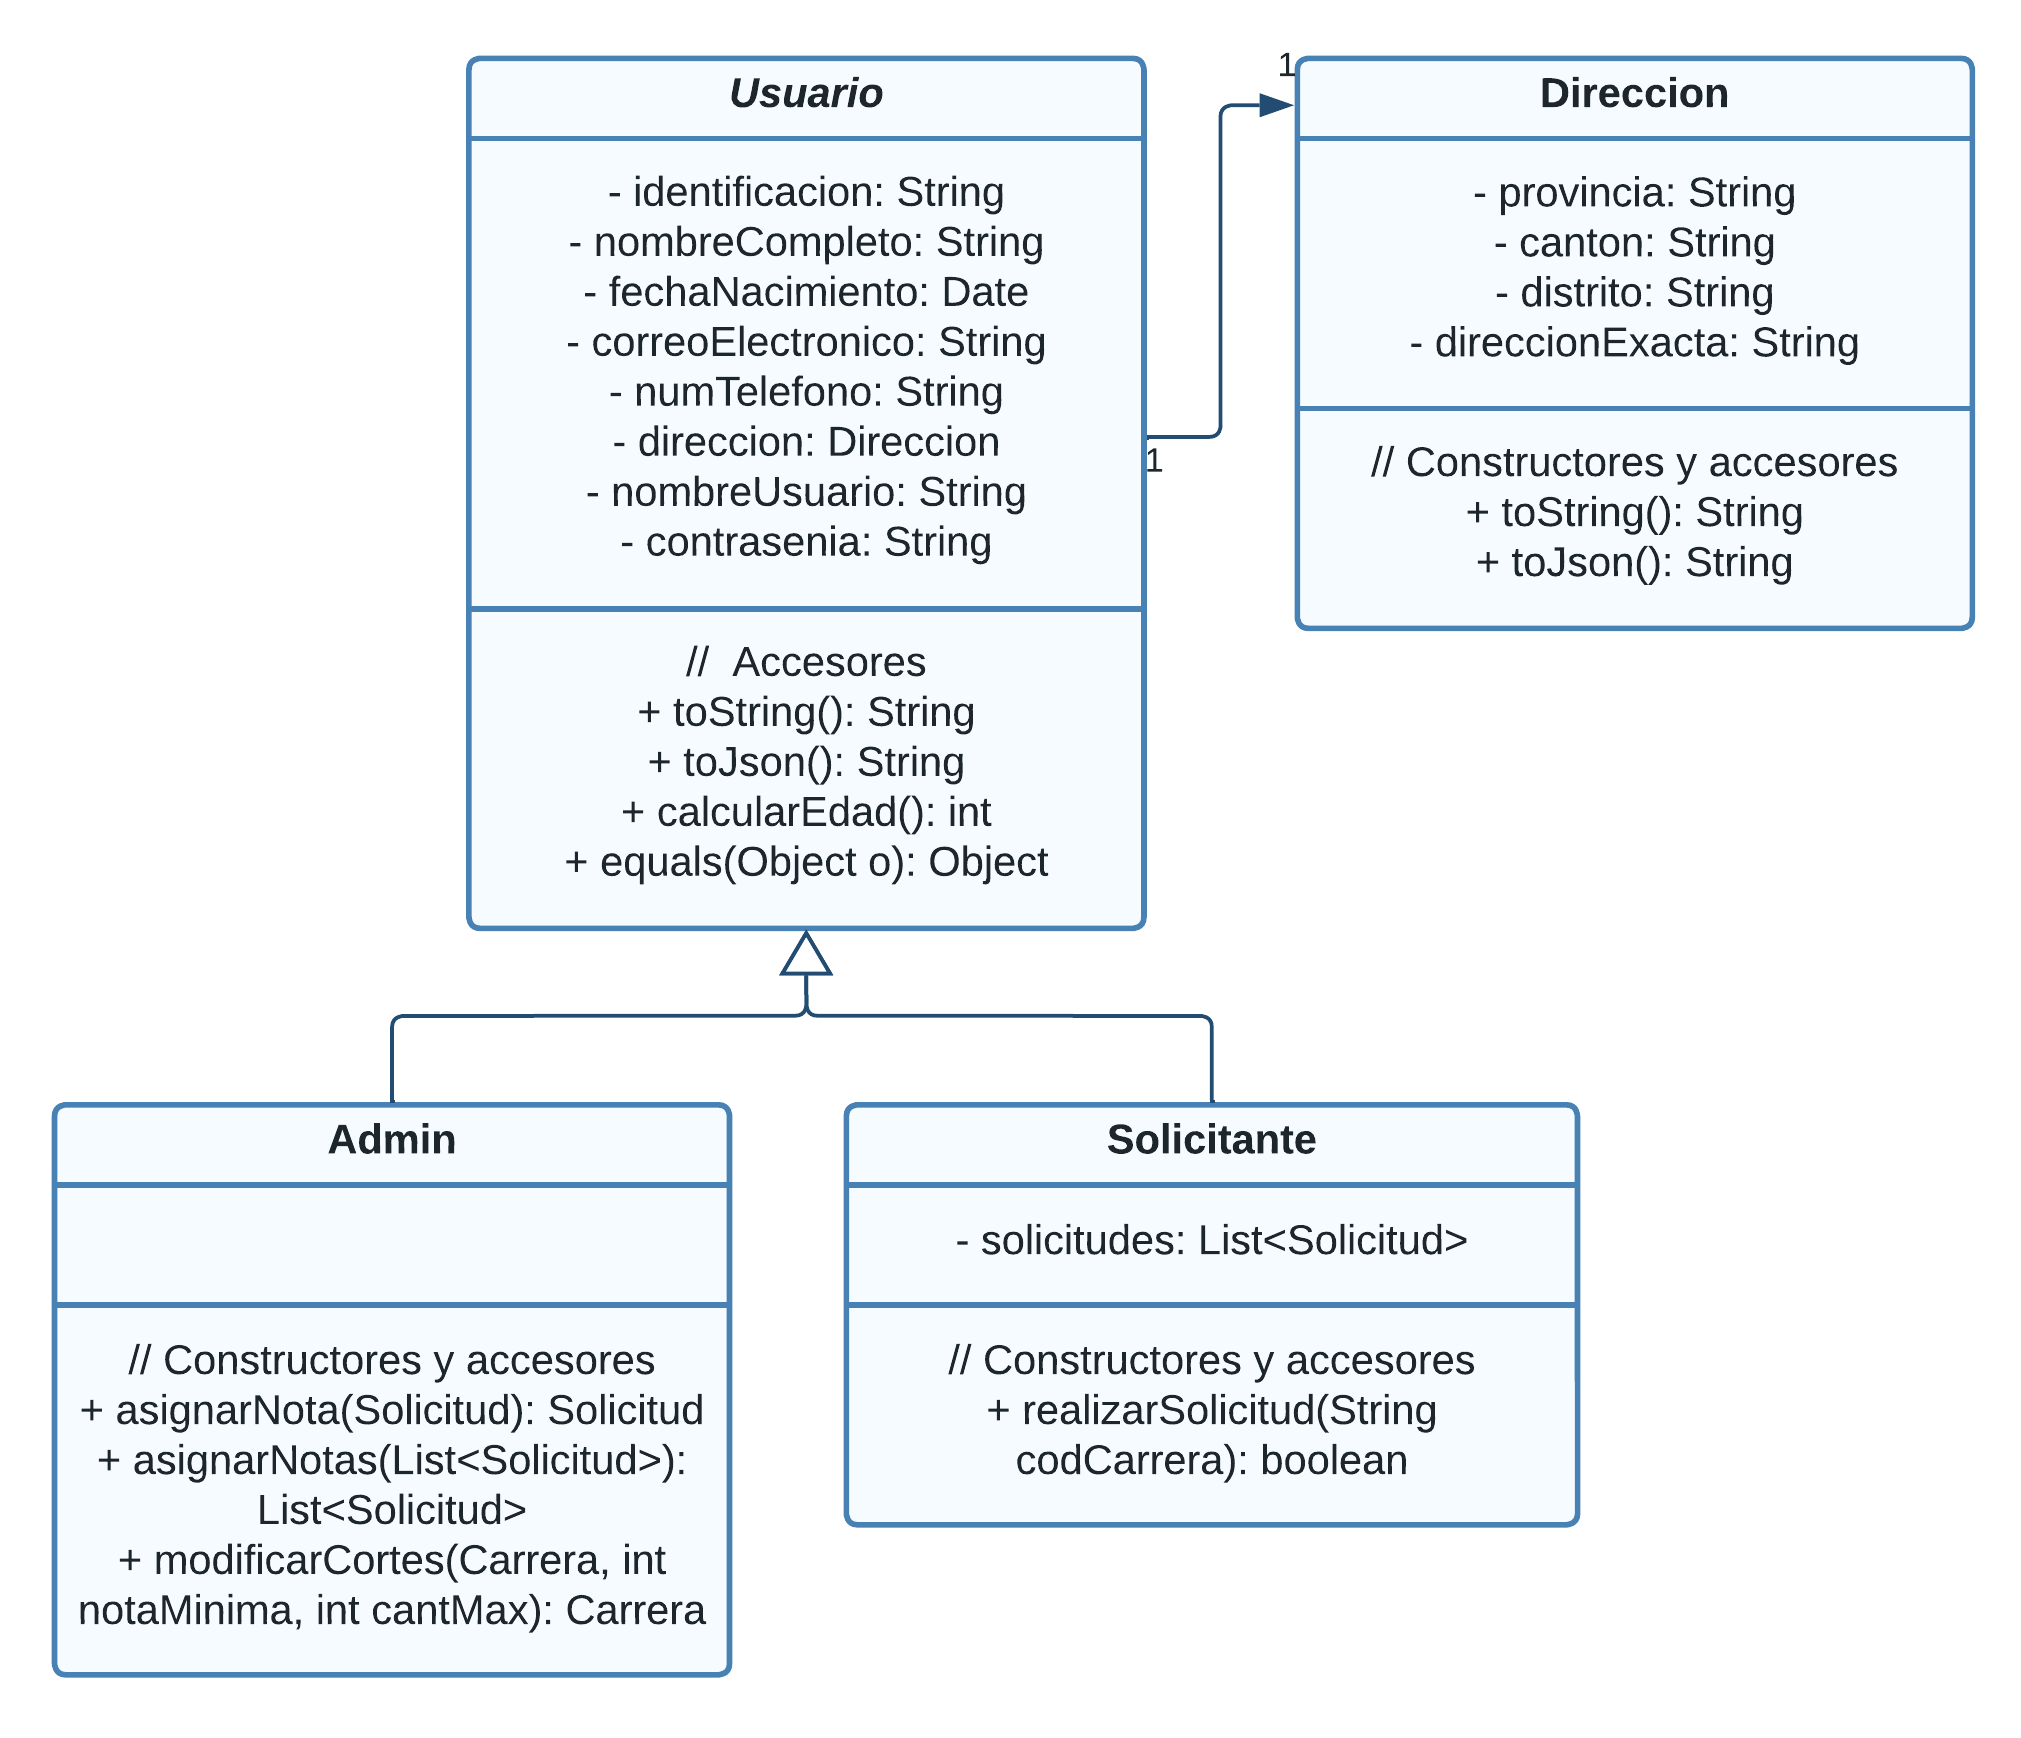 Usuario
- identificacion: String
- nombreCompleto: String
- fechaNacimiento: Date
- correoElectronico: String
- numTelefono: String
- direccion: Direccion
- nombreUsuario: String
- contrasenia: String
// Accesores
+ toString(): String
+ toJson(): String
+ calcularEdad(): int
+ equals(Object o): Object
1
1
Direccion
- provincia: String
- canton: String
- distrito: String
- direccionExacta: String
// Constructores y accesores
+ toString(): String
+ toJson(): String
Admin
// Constructores y accesores
+ asignarNota(Solicitud): Solicitud
+ asignarNotas(List<Solicitud>):
List<Solicitud>
+ modificarCortes(Carrera, int
notaMinima, int cantMax): Carrera
Solicitante
- solicitudes: List<Solicitud>
// Constructores y accesores
+ realizarSolicitud(String
codCarrera): boolean